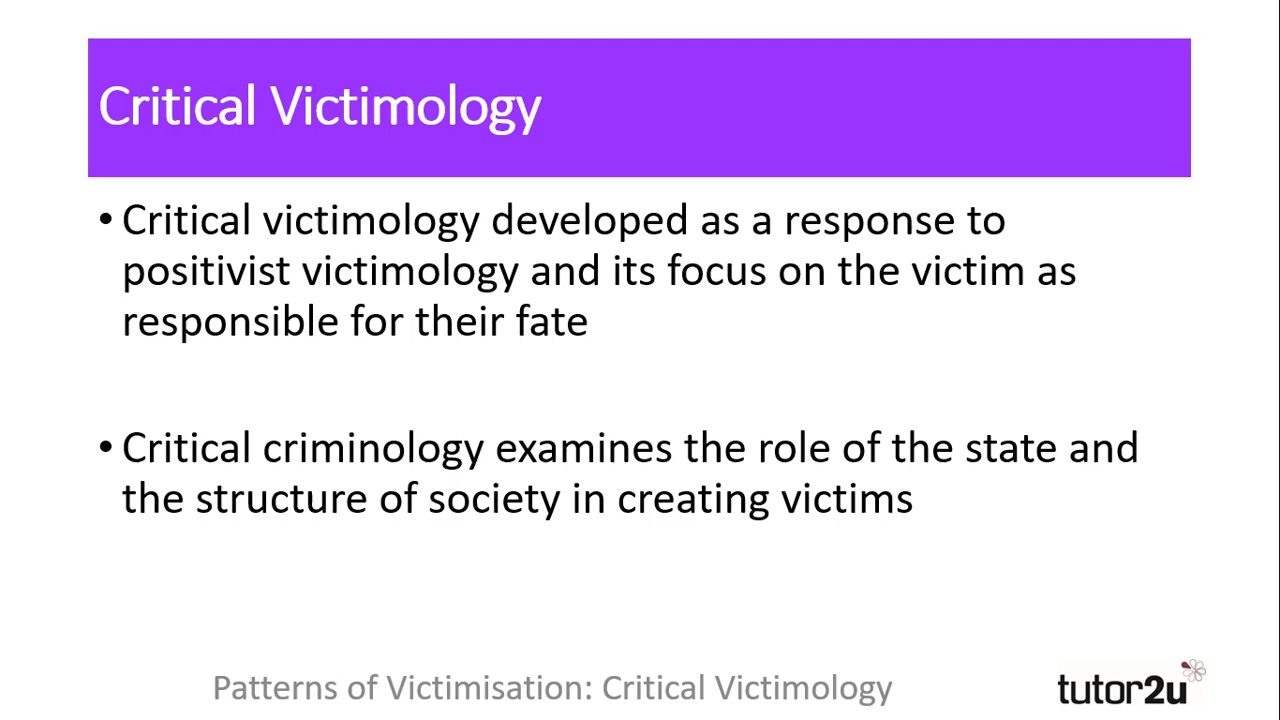 Critical Victimology
• Critical victimology developed as a response to
positivist victimology and its focus on the victim as
responsible for their fate
• Critical criminology examines the role of the state and
the structure of society in creating victims
Patterns of Victimisation: Critical Victimology
tutor2u